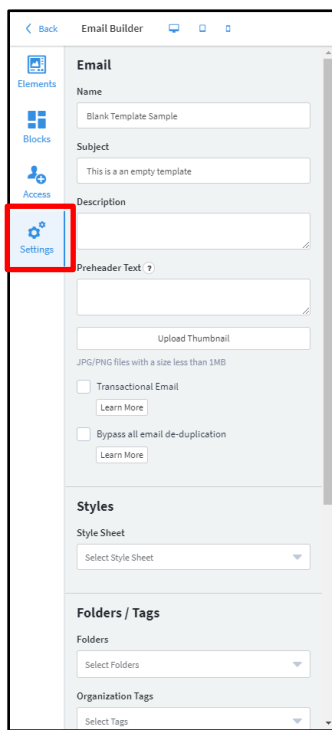 Back
Email Builder
Elements
Blocks
Access
Settings
Email
Name
Blank Template Sample
Subject
This is a an empty template
Description
Preheader Text ?
Upload Thumbnail
JPG/PNG files with a size less than 1MB
Transactional Email
Learn More
Bypass all email de-duplication
Learn More
Styles
Style Sheet
Select Style Sheet
Folders / Tags
Folders
Select Folders
Organization Tags
Select Tags